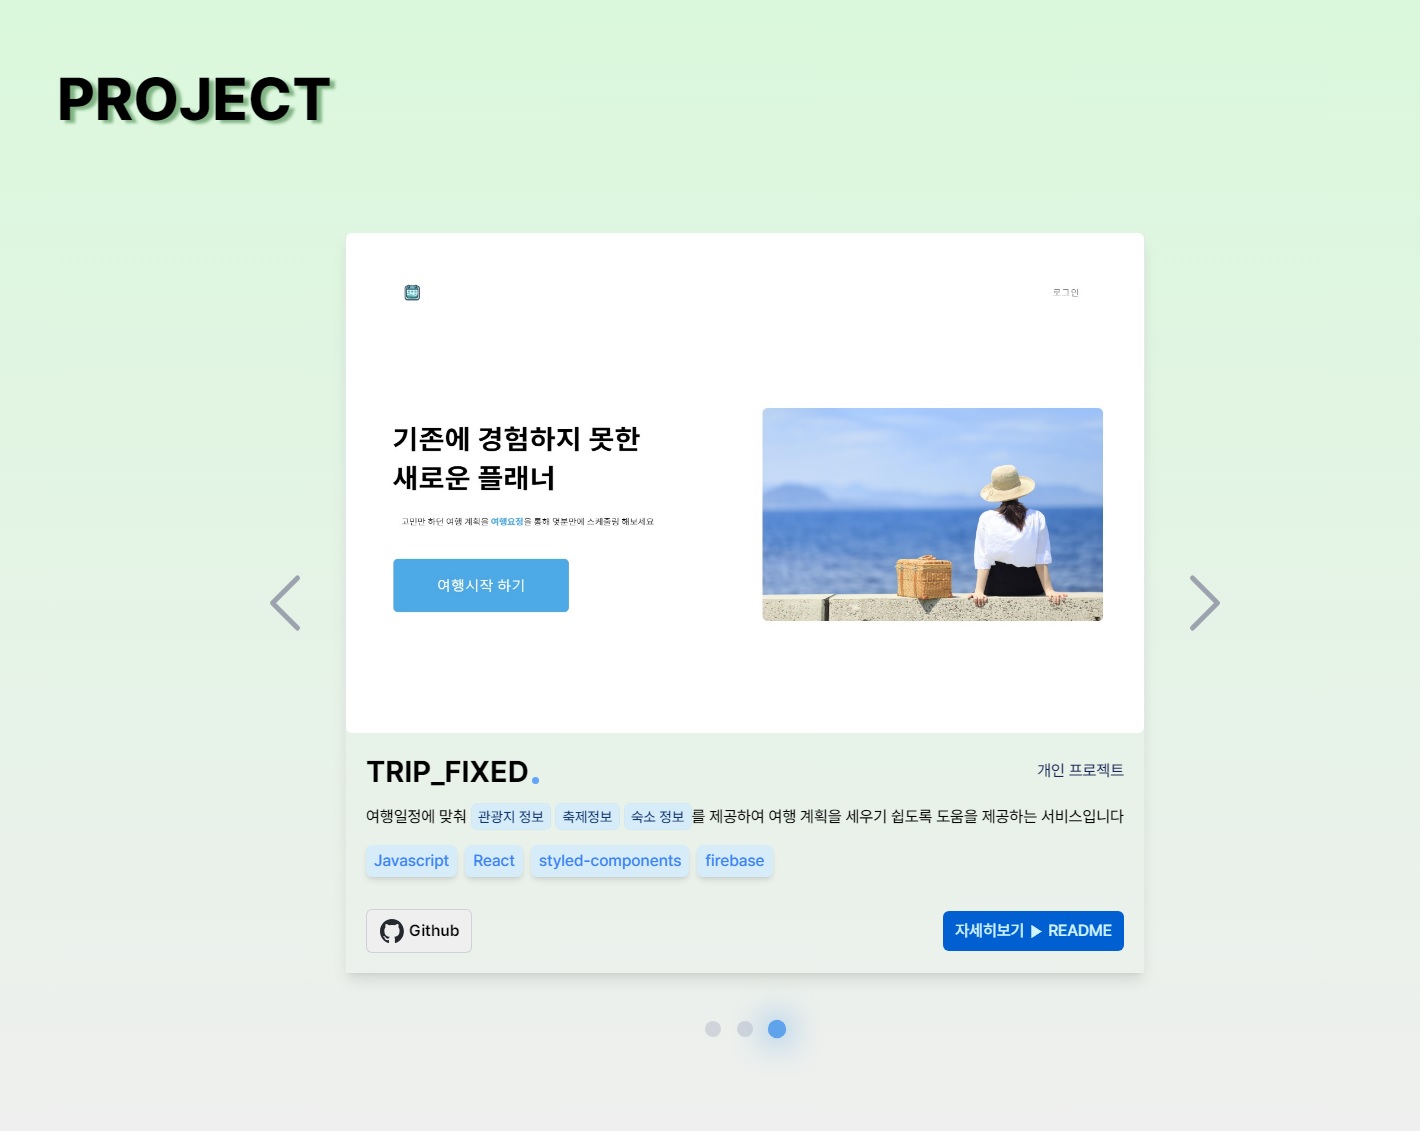 PROJECT
로그인
기존에 경험하지 못한
새로운 플래너
고민만 하던 여행 계획을 여행요정을 통해 몇분만에 스케줄링 해보세요
여행시작 하기
TRIP_FIXED.
개인 프로젝트
여행일정에 맞춰 관광지 정보 축제정보 숙소 정보를 제공하여 여행 계획을 세우기 쉽도록 도움을 제공하는 서비스입니다
Javascript React styled-components firebase
Github
자세히보기 ▶ README